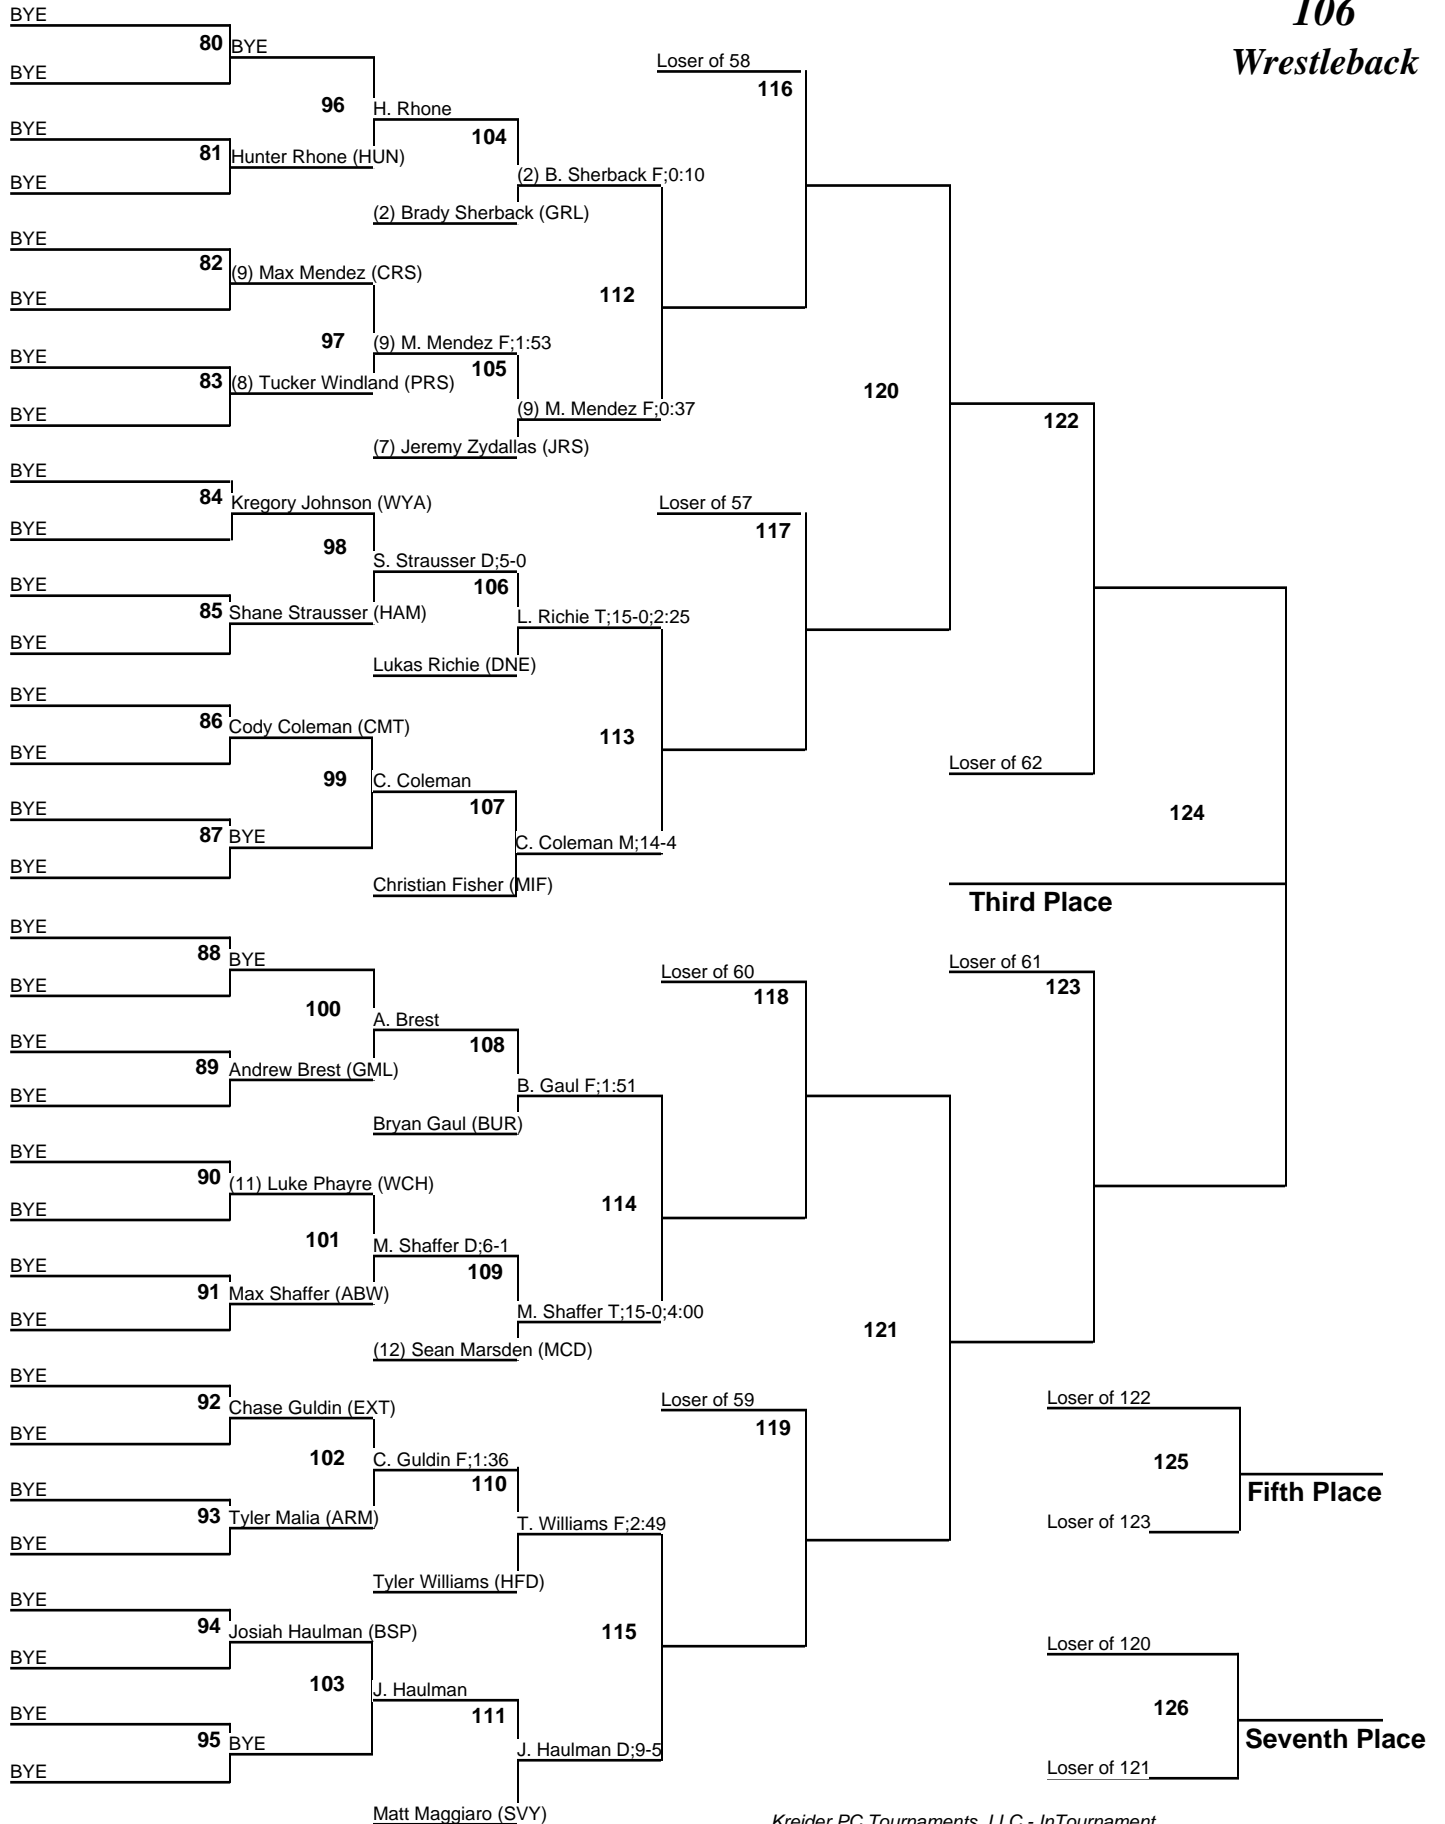 106
Wrestleback
BYE
80 BYE
BYE
96 H. Rhone
BYE
81 Hunter Rhone (HUN)
BYE
104
(2) B. Sherback F;0:10
(2) Brady Sherback (GRL)
Loser of 58
116
BYE
82 (9) Max Mendez (CRS)
BYE
112
97 (9) M. Mendez F;1:53
BYE
83 (8) Tucker Windland (PRS)
BYE
105
(9) M. Mendez F;0:37
(7) Jeremy Zydallas (JRS)
120
122
BYE
84 Kregory Johnson (WYA)
BYE
98
S. Strausser D;5-0
BYE
85 Shane Strausser (HAM)
BYE
106
L. Richie T;15-0;2:25
Lukas Richie (DNE)
Loser of 57
117
BYE
86 Cody Coleman (CMT)
BYE
113
99 C. Coleman
BYE
87 BYE
BYE
107
C. Coleman M;14-4
Christian Fisher (MIF)
Loser of 62
124
Third Place
BYE
88 BYE
BYE
100
A. Brest
BYE
89 Andrew Brest (GML)
BYE
108
B. Gaul F;1:51
Bryan Gaul (BUR)
Loser of 60
118
Loser of 61
123
BYE
90 (11) Luke Phayre (WCH)
BYE
114
101 M. Shaffer D;6-1
BYE
91 Max Shaffer (ABW)
BYE
109
M. Shaffer T;15-0;4:00
(12) Sean Marsden (MCD)
121
BYE
92 Chase Guldin (EXT)
BYE
102 C. Guldin F;1:36
BYE
93 Tyler Malia (ARM)
BYE
110
T. Williams F;2:49
Tyler Williams (HFD)
Loser of 59
119
Loser of 122
125
Fifth Place
Loser of 123
BYE
94 Josiah Haulman (BSP)
BYE
115
103 J. Haulman
BYE
95 BYE
BYE
111
J. Haulman D;9-5
Matt Maggiaro (SVY)
Loser of 120
126
Seventh Place
Loser of 121
Kreider PC Tournaments, LLC - InTournament